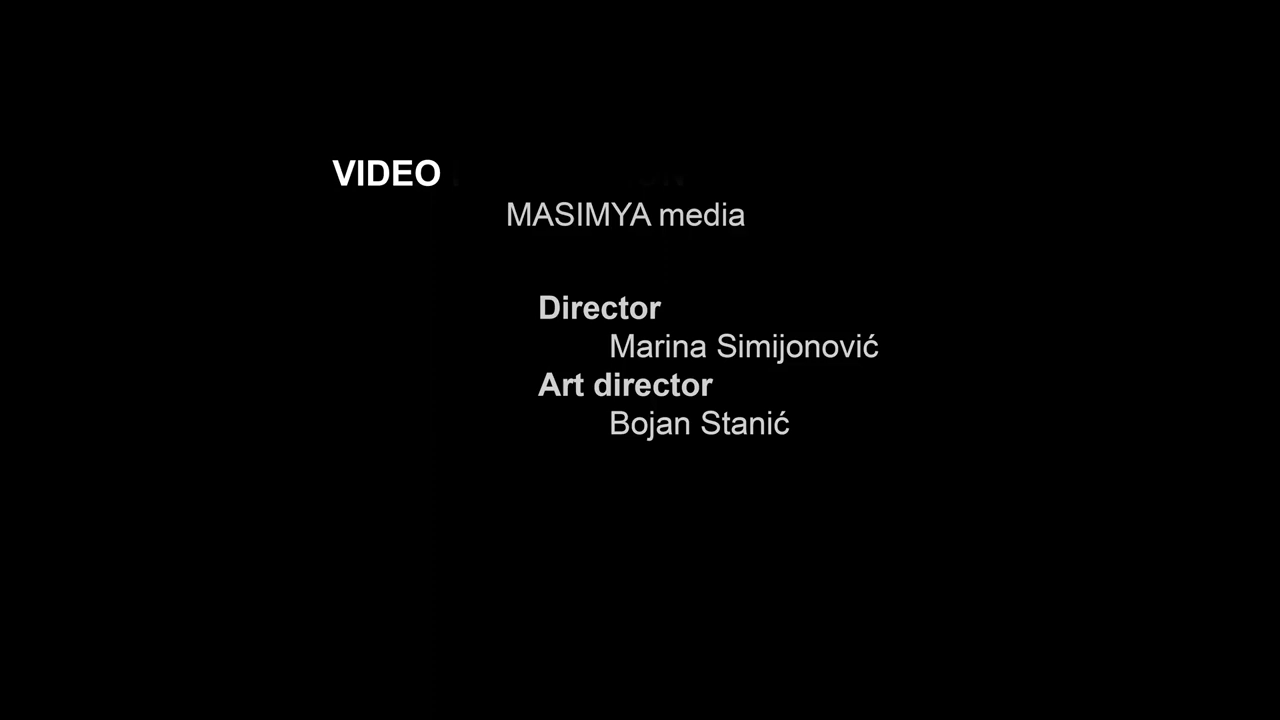 VIDEO
MASIMYA media
Director
Marina Simijonović
Art director
Bojan Stanić